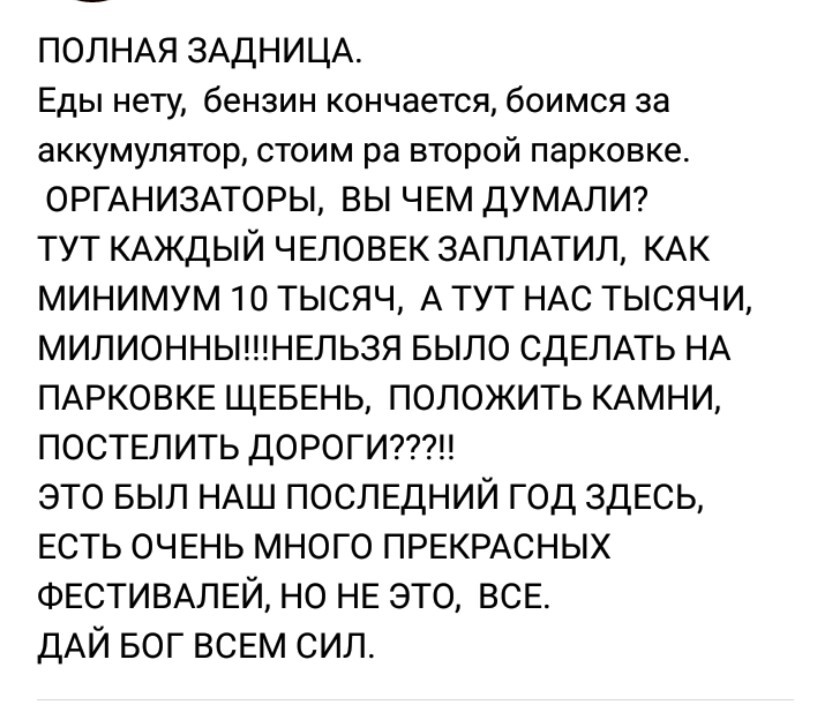 ПОЛНАЯ ЗАДНИЦА.
Еды нету, бензин кончается, боимся за
аккумулятор, стоим ра второй парковке.
ОРГАНИЗАТОРЫ, ВЫ ЧЕМ ДУМАЛИ?
ТУТ КАЖДЫЙ ЧЕЛОВЕК ЗАПЛАТИЛ, КАК
МИНИМУМ 10 ТЫСЯЧ, А ТУТ НАС ТЫСЯЧИ,
МИЛИОННЫ!!!НЕЛЬЗЯ БЫЛО СДЕЛАТЬ НА
ПАРКОВКЕ ЩЕБЕНЬ, ПОЛОЖИТЬ КАМНИ,
ПОСТЕЛИТЬ ДОРОГИ???!!
ЭТО БЫЛ НАШ ПОСЛЕДНИЙ ГОД ЗДЕСЬ,
ЕСТЬ ОЧЕНЬ МНОГО ПРЕКРАСНЫХ
ФЕСТИВАЛЕЙ, НО НЕ ЭТО, ВСЕ.
ДАЙ БОГ ВСЕМ СИЛ.